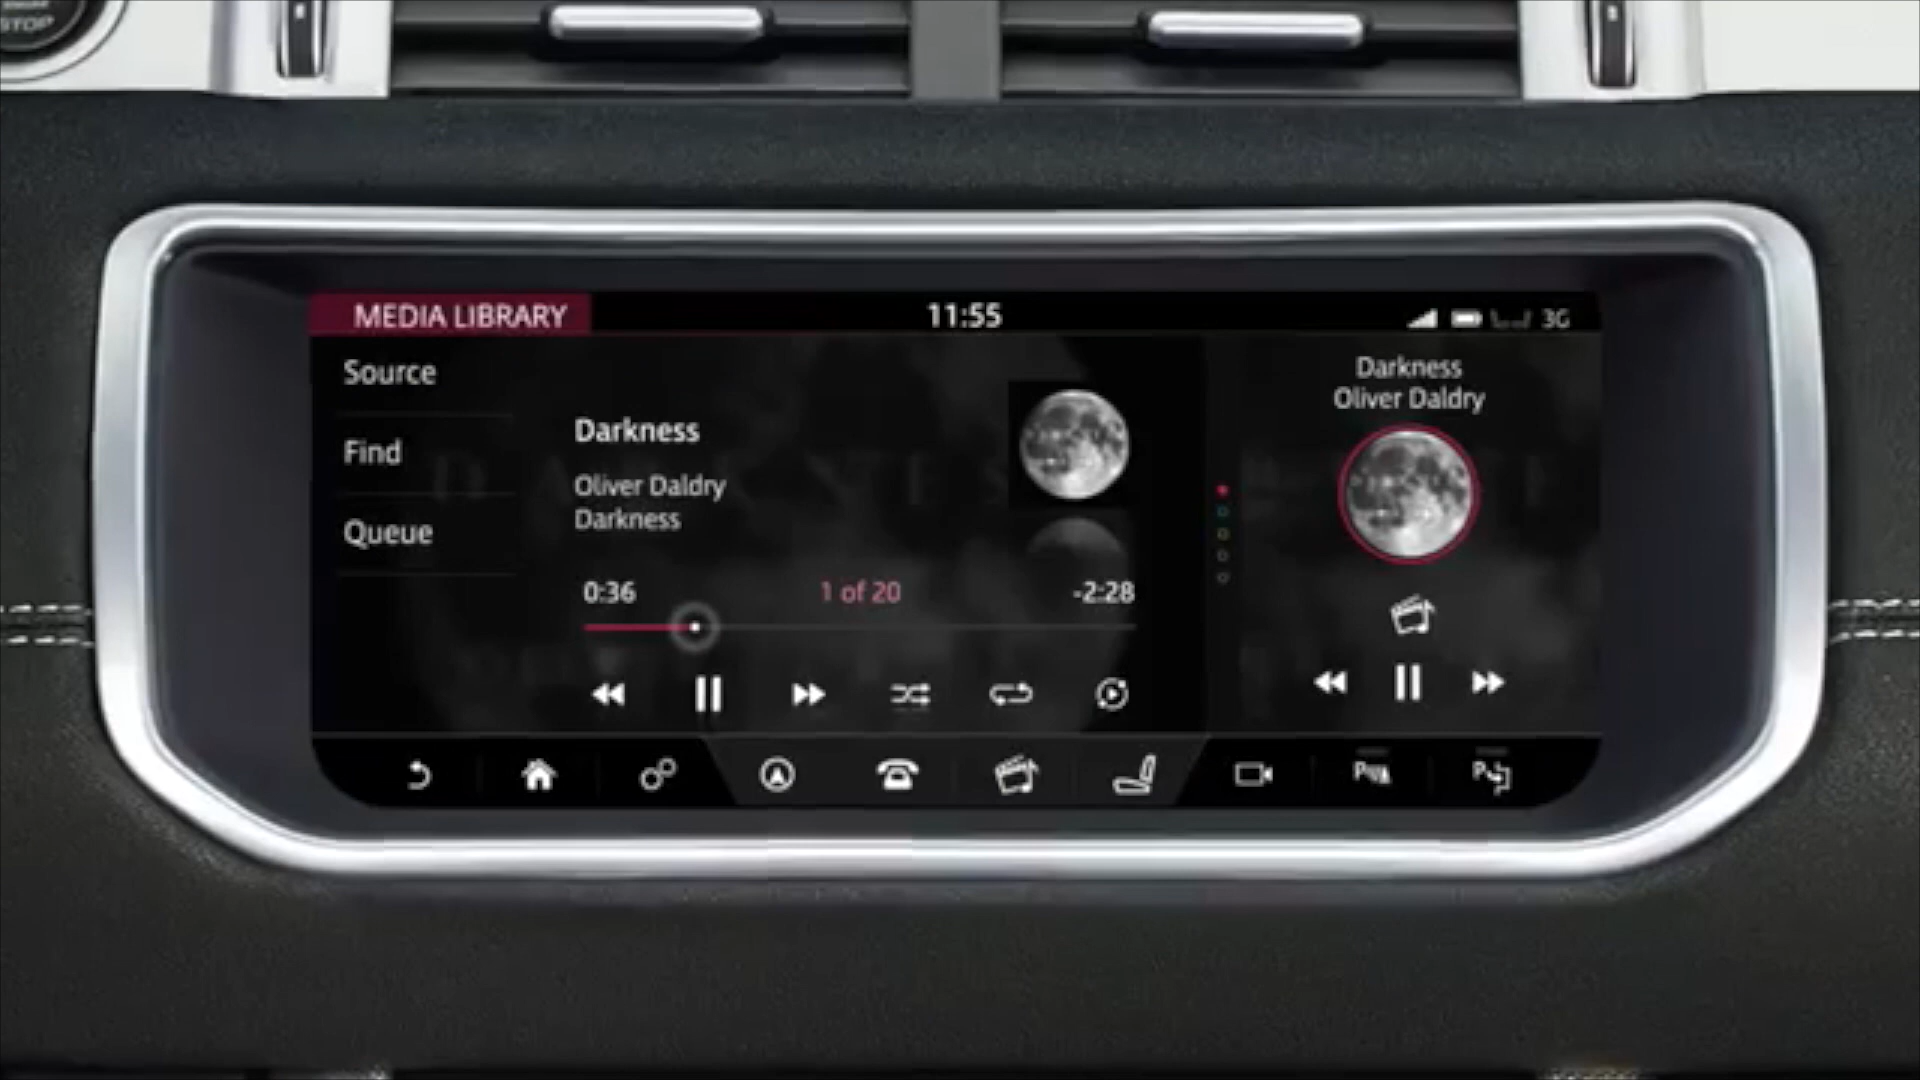 STOP
MEDIA LIBRARY
11:55
3G
Source
Find
Queue
Darkness
Oliver Daldry
Darkness
0:36
1 of 20
-2:28
Darkness
Oliver Daldry
P
P